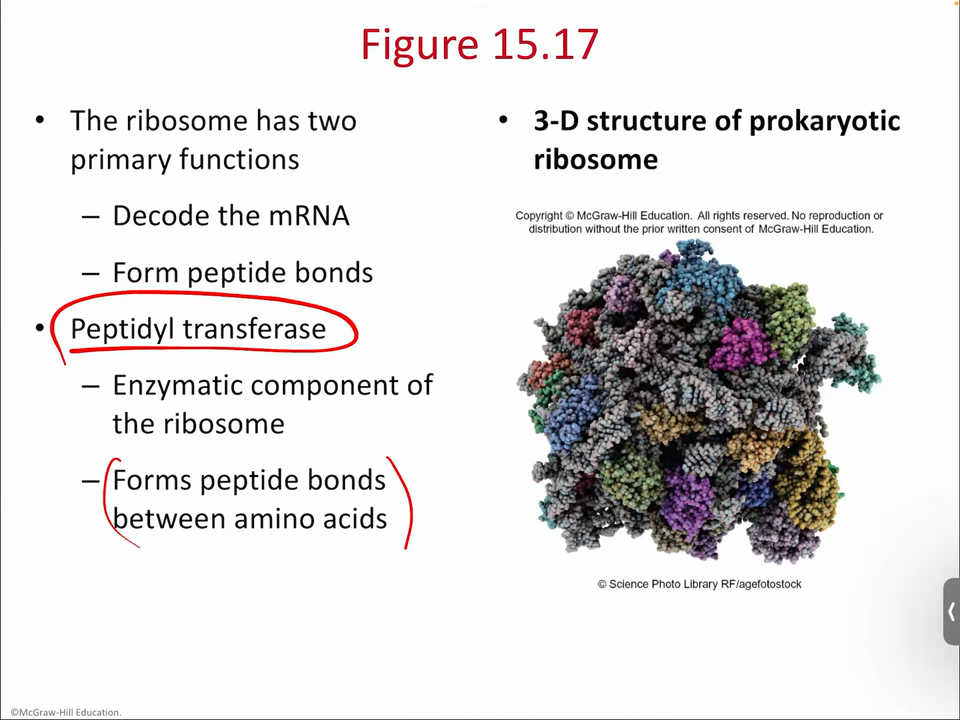 Figure 15.17
• The ribosome has two
primary functions
– Decode the mRNA
– Form peptide bonds
• Peptidyl transferase
– Enzymatic component of
the ribosome
– Forms peptide bonds
between amino acids
• 3-D structure of prokaryotic
ribosome
Copyright © McGraw-Hill Education. All rights reserved. No reproduction or
distribution without the prior written consent of McGraw-Hill Education.
© Science Photo Library RF/agefotostock
©McGraw-Hill Education.